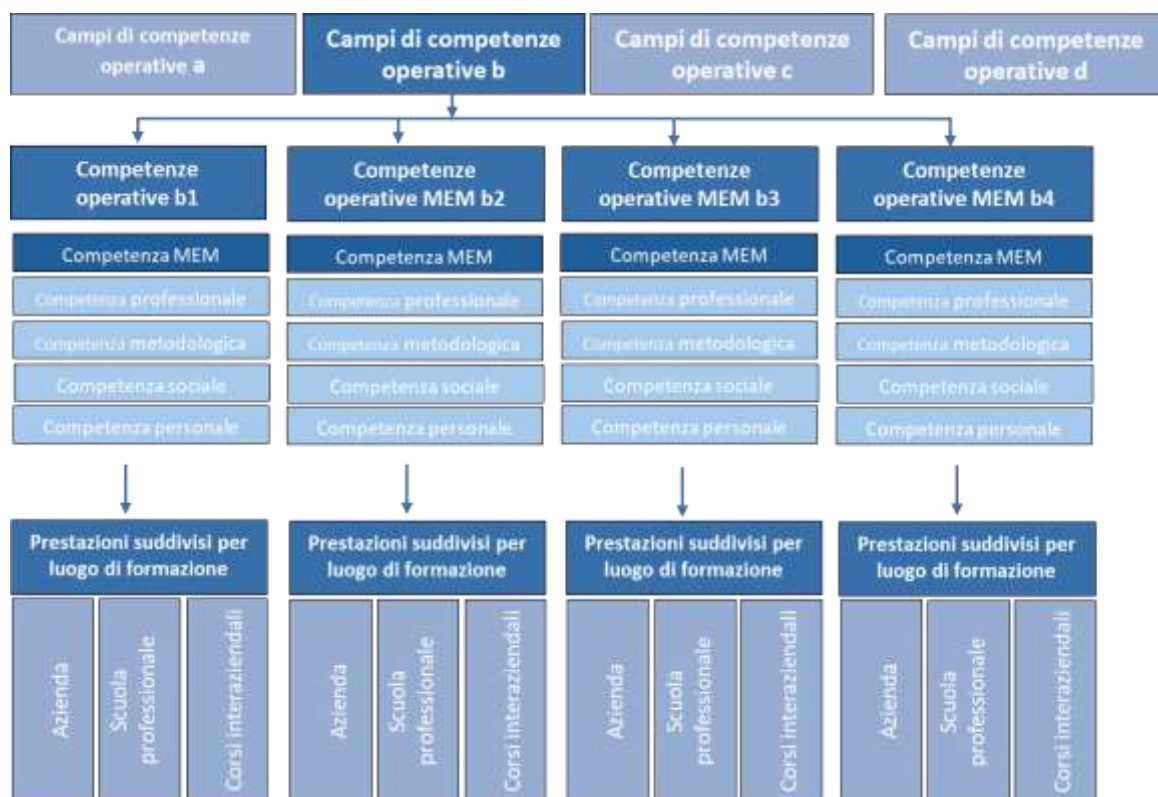 Campi di competenze
operative a
Campi di competenze
operative b
Campi di competenze
operative c
Campi di competenze
operative d
Competenze
operative b1
Competenze
operative MEM b2
Competenze
operative MEM b3
Competenze
operative MEM b4
Competenza MEM
Competenza MEM
Competenza MEM
Competenza MEM
Competenza professionale
Competenza professionale
Competenza professionale
Competenza professionale
Competenza metodologica
Competenza metodologica
Competenza metodologica
Competenza metodologica
Competenza sociale
Competenza sociale
Competenza sociale
Competenza sociale
Competenza personale
Competenza personale
Competenza personale
Competenza personale
Prestazioni suddivisi per
luogo di formazione
Prestazioni suddivisi per
luogo di formazione
Prestazioni suddivisi per
luogo di formazione
Prestazioni suddivisi per
luogo di formazione
Azienda
Scuola
professionale
Corsi interaziendali
Azienda
Scuola
professionale
Corsi interaziendali
Azienda
Scuola
professionale
Corsi interaziendali
Azienda
Scuola
professionale
Corsi interaziendali